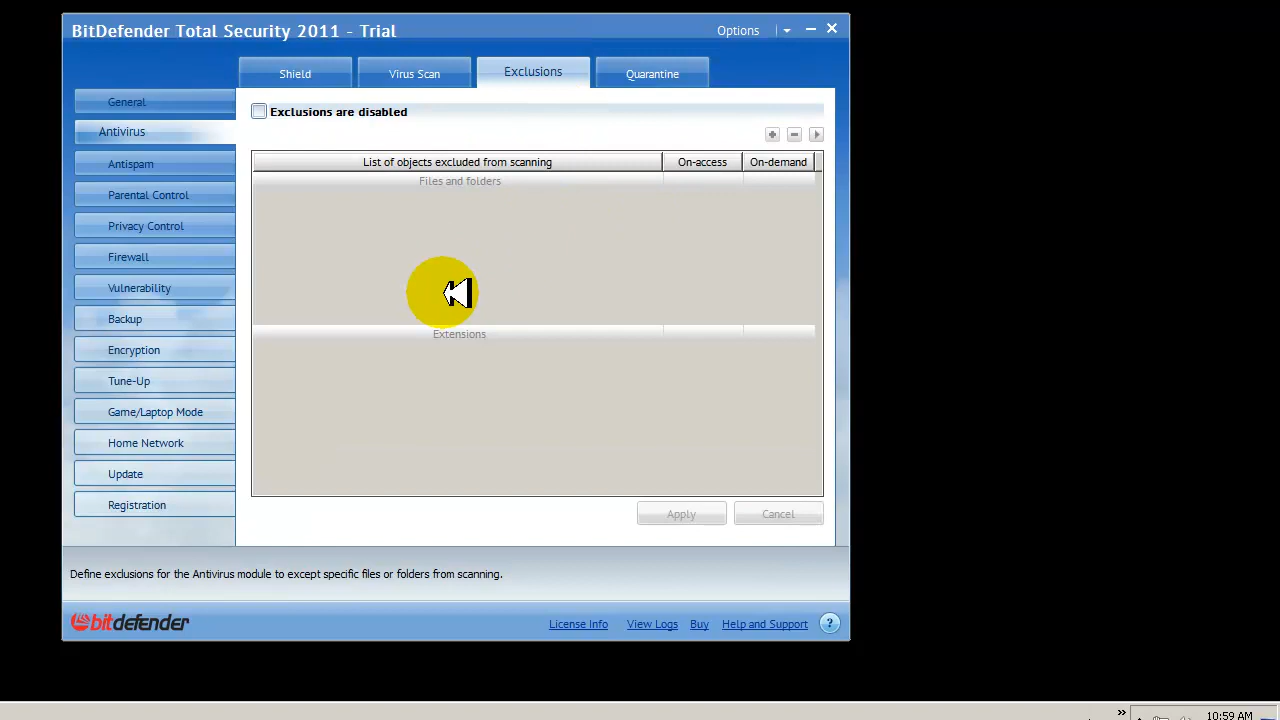 BitDefender Total Security 2011 - Trial
Options
Shield
Virus Scan
Exclusions
Quarantine
General
Antivirus
Antispam
Parental Control
Privacy Control
Firewall
Vulnerability
Backup
Encryption
Tune-Up
Game/Laptop Mode
Home Network
Update
Registration
Exclusions are disabled
List of objects excluded from scanning
On-access
On-demand
Files and folders
Extensions
Apply
Cancel
Define exclusions for the Antivirus module to except specific files or folders from scanning.
bitdefender
License Info
View Logs
Buy
Help and Support
?
10:59 AM